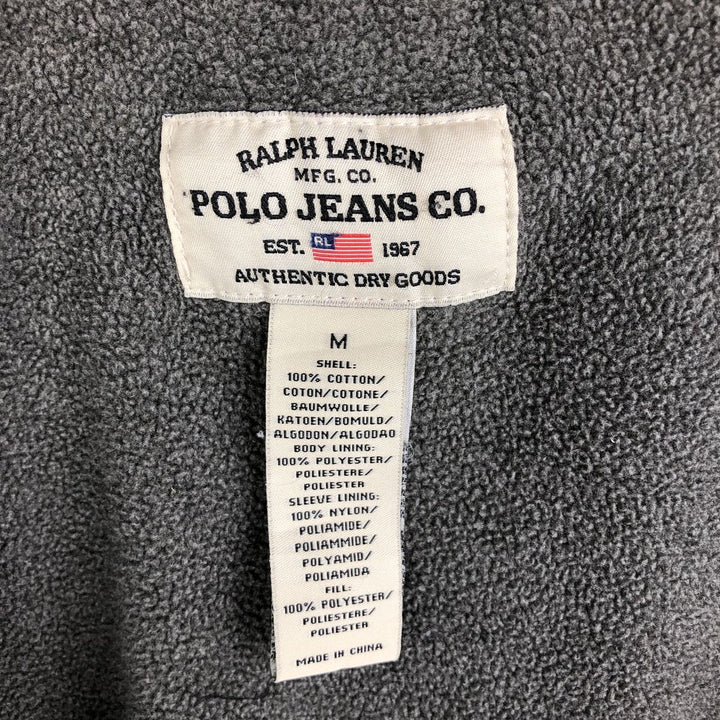 RALPH LAUREN
MFG. CO.
POLO JEANS CO.
EST. RL 1967
AUTHENTIC DRY GOODS
M
SHELL:
100% COTTON/
COTON/COTONE/
BAUMWOLLE/
KATOEN/BOMULD/
ALGODON/ALGODAO
BODY LINING:
100% POLYESTER/
POLIESTERE/
POLIESTER
SLEEVE LINING:
100% NYLON/
POLIAMIDE/
POLIAMMIDE/
POLYAMID/
POLIAMIDA
FILL:
100% POLYESTER/
POLIESTERE/
POLIESTER
MADE IN CHINA